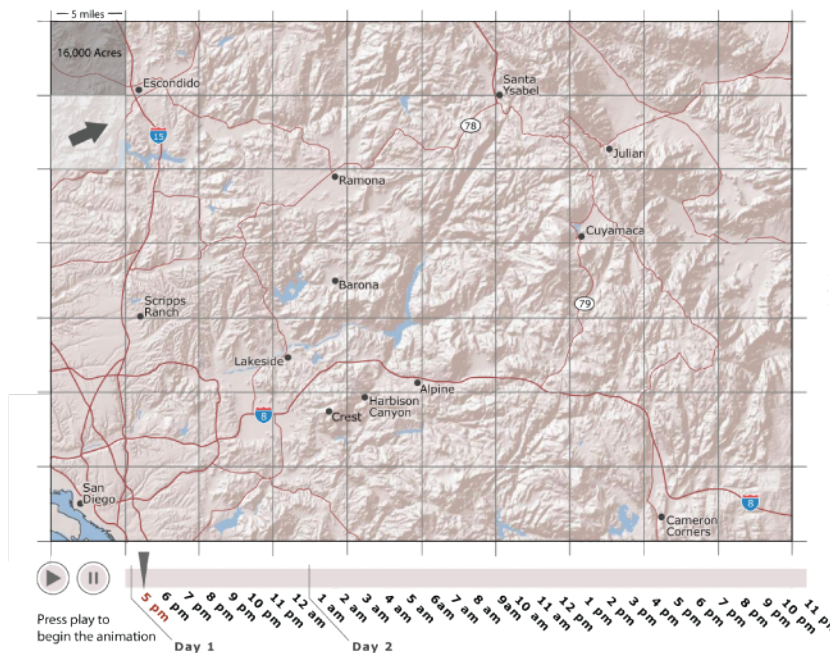 5 miles
16,000 Acres
Escondido
Santa
Ysabel
15
78
Julian
Ramona
Cuyamaca
Barona
79
Scripps
Ranch
Lakeside
Alpine
Harbison
Canyon
8
Crest
San
Diego
8
Cameron
Corners
5 pm
6 pm
7 pm
8 pm
9 pm
10 pm
11 pm
12 am
1 am
2 am
3 am
4 am
5 am
6am
7 am
8 am
9am
10 am
11 am
12 pm
1 pm
2 pm
3 pm
4 pm
5 pm
6 pm
7 pm
8 pm
9 pm
10 pm
11 pm
Press play to
begin the animation
Day 1
Day 2